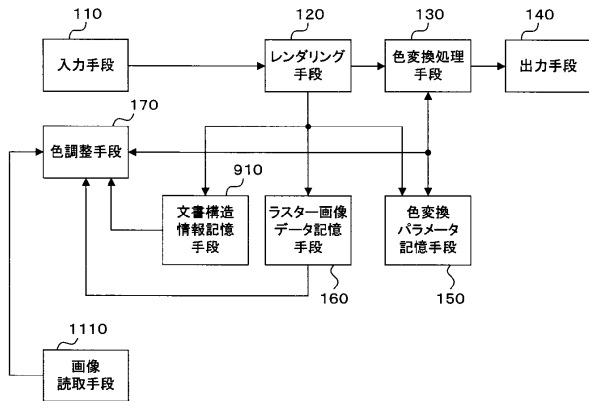 110
入力手段
120
レンダリング
手段
130
色変換処理
手段
140
出力手段
170
色調整手段
910
文書構造
情報記憶
手段
ラスター画像
データ記憶
手段
160
色変換
パラメータ
記憶手段
150
1110
画像
読取手段